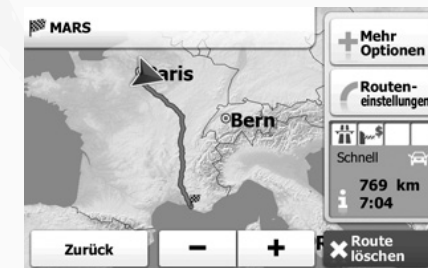 MARS
Paris
Bern
Mehr
Optionen
Routen-
einstellungen
Schnell
769 km
7:04
Zurück
−
+
Route
löschen